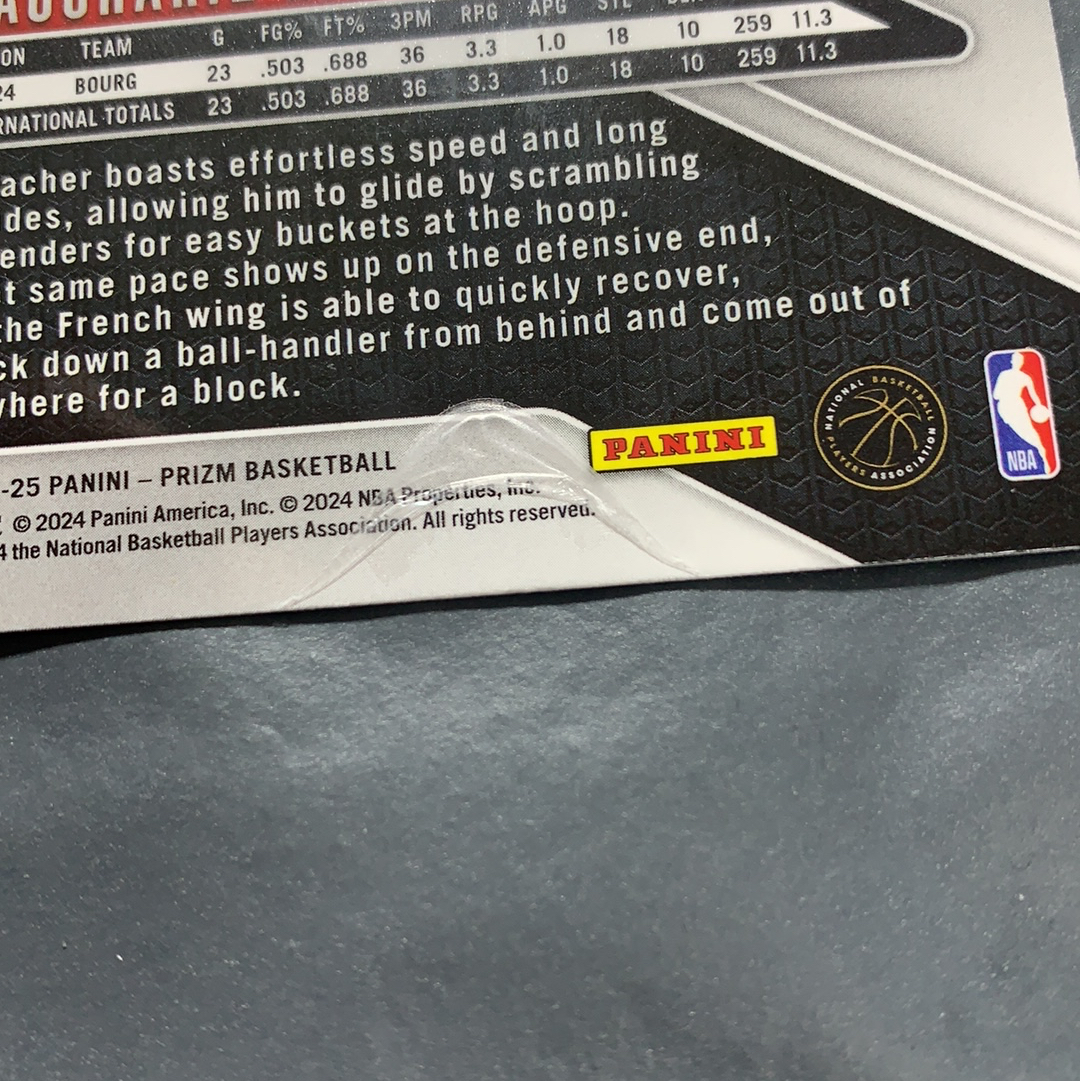 ON TEAM G FG% FT% 3PM RPG APG STL
24 BOURG 23 .503 .688 36 3.3 1.0 18 10 259 11.3
RNATIONAL TOTALS 23 .503 .688 36 3.3 1.0 18 10 259 11.3
acher boasts effortless speed and long
des, allowing him to glide by scrambling
enders for easy buckets at the hoop.
t same pace shows up on the defensive end,
the French wing is able to quickly recover,
ck down a ball-handler from behind and come out of
where for a block.
PANINI
NATIONAL BASKETBALL PLAYERS ASSOCIATION
NBA
-25 PANINI – PRIZM BASKETBALL
© 2024 Panini America, Inc. © 2024 NBA Properties, Inc.
4 the National Basketball Players Association. All rights reserved.